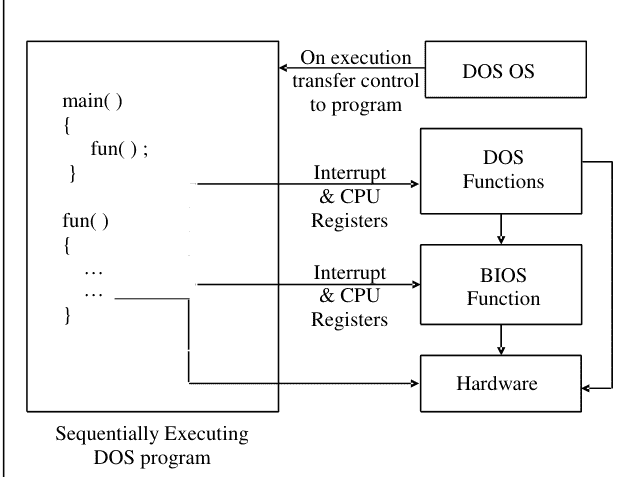 On execution
transfer control
to program
DOS OS
main( )
{
fun( ) ;
}
fun( )
{
…
…
}
Interrupt
& CPU
Registers
DOS
Functions
Interrupt
& CPU
Registers
BIOS
Function
Hardware
Sequentially Executing
DOS program